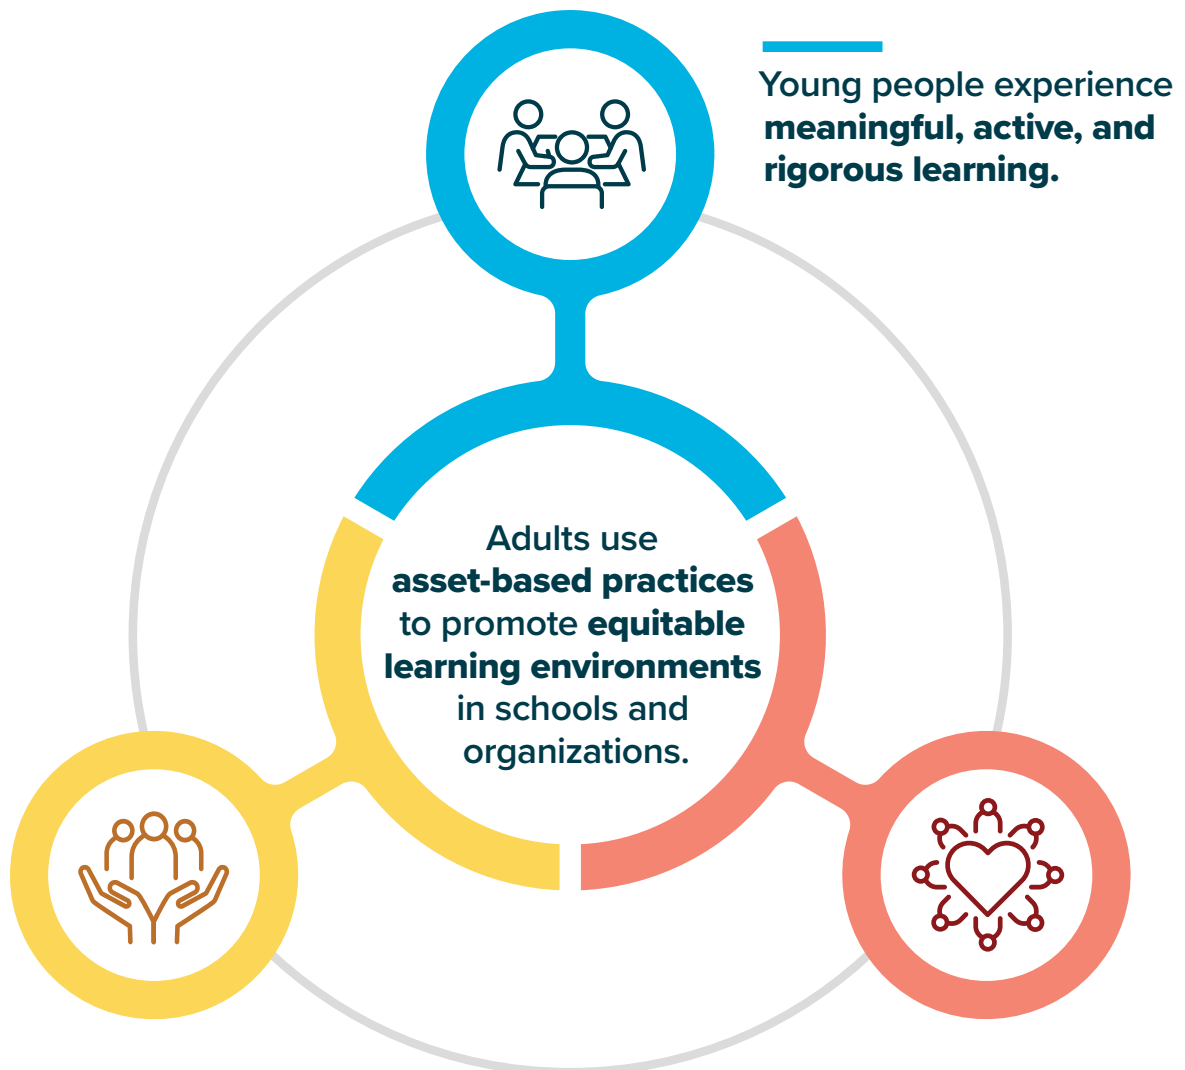 Young people experience
meaningful, active, and
rigorous learning.
Adults use
asset-based practices
to promote equitable
learning environments
in schools and
organizations.